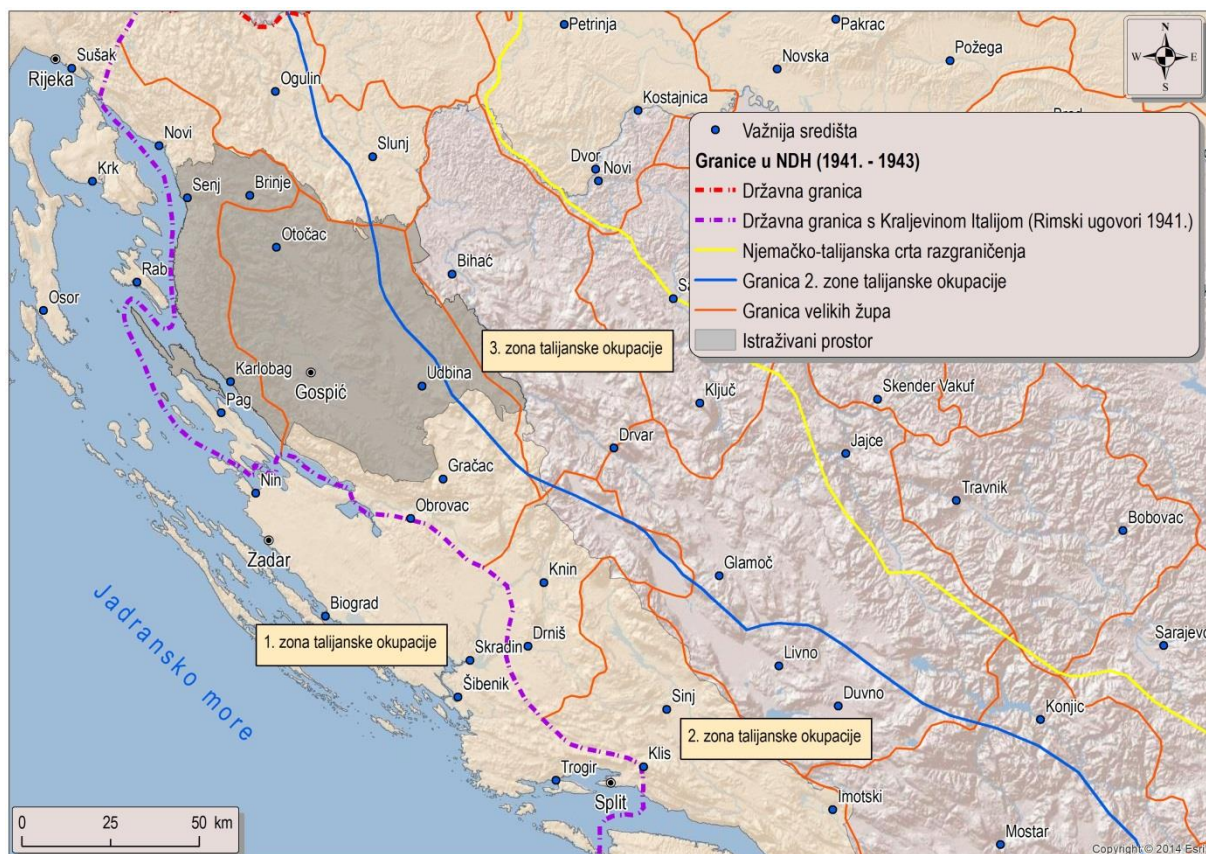 Petrinja
Pakrac
Sušak
Rijeka
Novska
Požega
N
W
E
S
Ogulin
Kostajnica
Novi
Slunj
Dvor
Novi
Krk
Senj
Brinje
Otočac
Bihać
Rab
Osor
Važnija središta
Granice u NDH (1941. - 1943)
Državna granica
Državna granica s Kraljevinom Italijom (Rimski ugovori 1941.)
Njemačko-talijanska crta razgraničenja
Granica 2. zone talijanske okupacije
Granica velikih župa
Istraživani prostor
3. zona talijanske okupacije
Karlobag
Gospić
Udbina
Pag
Ključ
Skender Vakuf
Drvar
Jajce
Gračac
Nin
Obrovac
Travnik
Bobovac
Zadar
Knin
Glamoč
Biograd
1. zona talijanske okupacije
Skradin
Drniš
Šibenik
Livno
Sarajevo
Jadransko more
Sinj
Duvno
Konjic
2. zona talijanske okupacije
Klis
Trogir
Split
Imotski
Mostar
0 25 50 km
Copyright © 2014 Esri